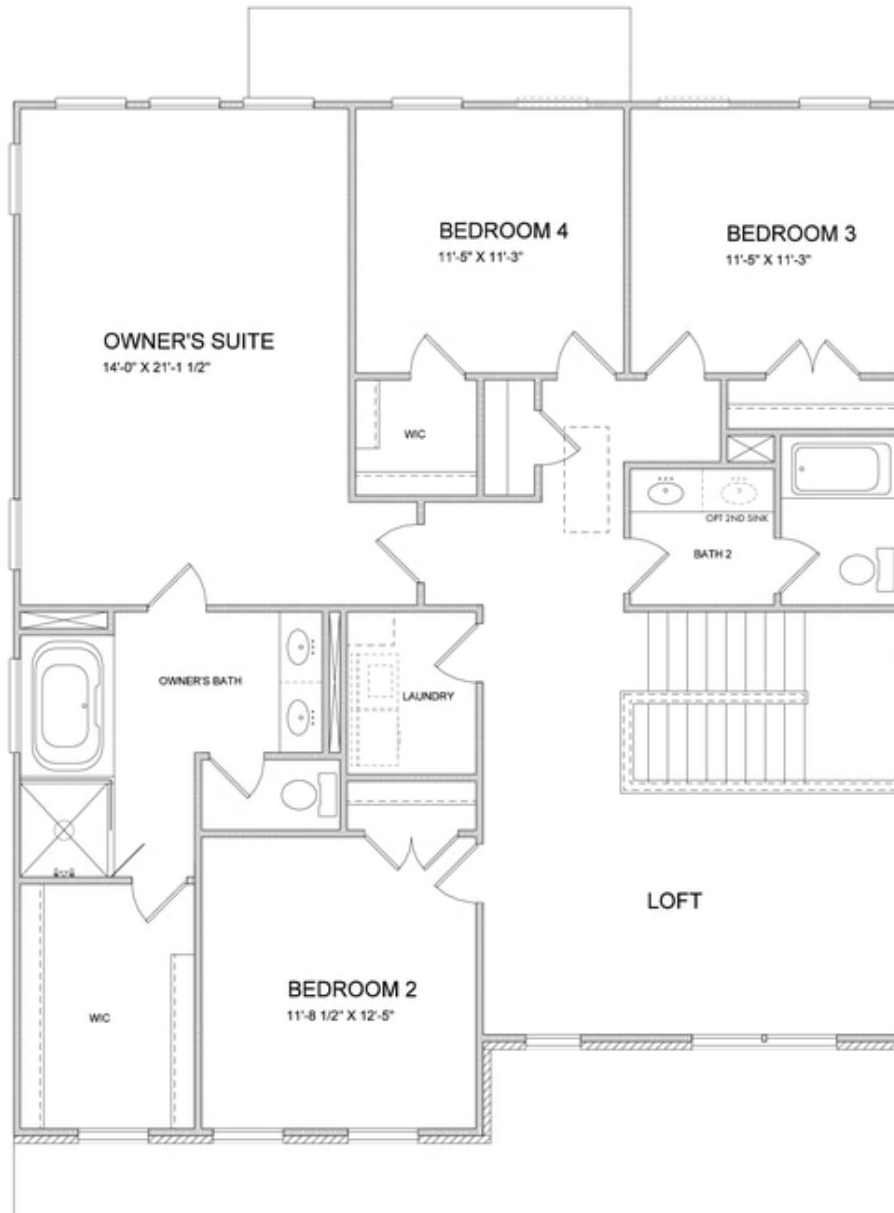 BEDROOM 4
11'-5" X 11'-3"
BEDROOM 3
11'-5" X 11'-3"
OWNER'S SUITE
14'-0" X 21'-1 1/2"
WIC
OPT 2ND SINK
BATH 2
OWNER'S BATH
LAUNDRY
LOFT
BEDROOM 2
11'-8 1/2" X 12'-5"
WIC